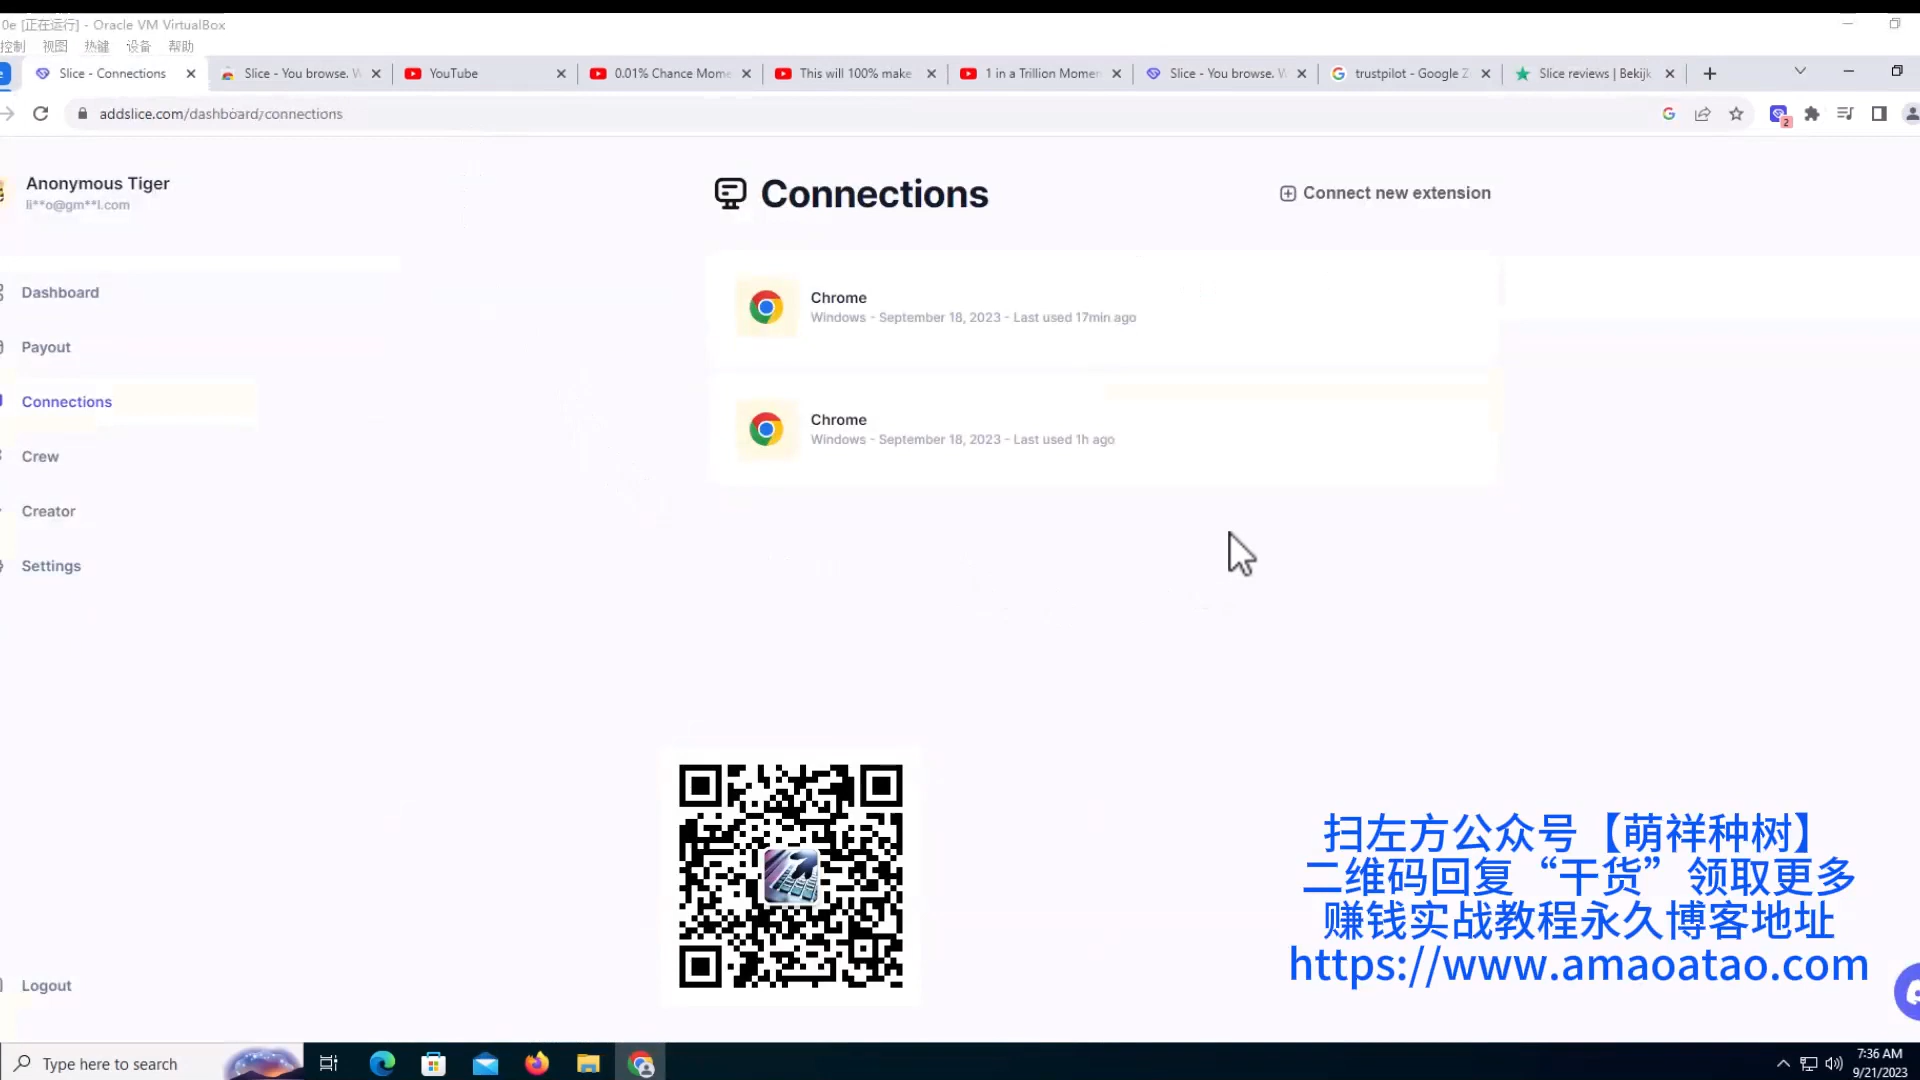 0e [正在运行] - Oracle VM VirtualBox
控制 视图 热键 设备 帮助
Slice - Connections
Slice - You browse. W
YouTube
0.01% Chance Mome
This will 100% make
1 in a Trillion Momen
Slice - You browse. W
trustpilot - Google Z
Slice reviews | Bekijk
addslice.com/dashboard/connections
2
Anonymous Tiger
li**o@gm**l.com
Connections
Connect new extension
Dashboard
Payout
Connections
Crew
Creator
Settings
Logout
Chrome
Windows - September 18, 2023 - Last used 17min ago
Chrome
Windows - September 18, 2023 - Last used 1h ago
扫左方公众号【萌祥种树】
二维码回复“干货”领取更多
赚钱实战教程永久博客地址
https://www.amaoatao.com
Type here to search
7:36 AM
9/21/2023